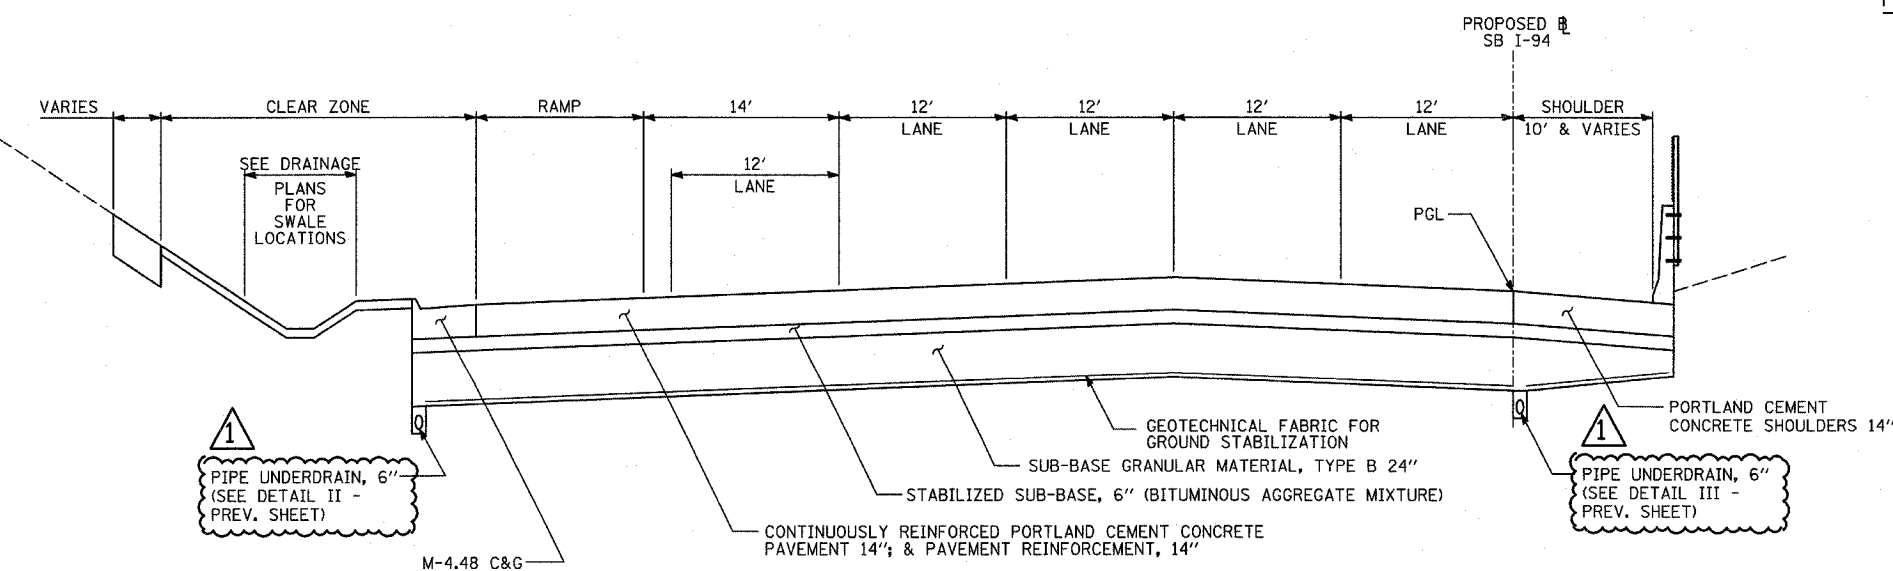 PROPOSED B
SB I-94
VARIES
CLEAR ZONE
RAMP
14'
12'
LANE
12'
LANE
12'
LANE
12'
LANE
SHOULDER
10' & VARIES
SEE DRAINAGE
PLANS
FOR
SWALE
LOCATIONS
12'
LANE
PGL
1
PIPE UNDERDRAIN, 6"
(SEE DETAIL II -
PREV. SHEET)
M-4.48 C&G
CONTINUOUSLY REINFORCED PORTLAND CEMENT CONCRETE
PAVEMENT 14"; & PAVEMENT REINFORCEMENT, 14"
STABILIZED SUB-BASE, 6" (BITUMINOUS AGGREGATE MIXTURE)
SUB-BASE GRANULAR MATERIAL, TYPE B 24"
GEOTECHNICAL FABRIC FOR
GROUND STABILIZATION
1
PIPE UNDERDRAIN, 6"
(SEE DETAIL III -
PREV. SHEET)
PORTLAND CEMENT
CONCRETE SHOULDERS 14"